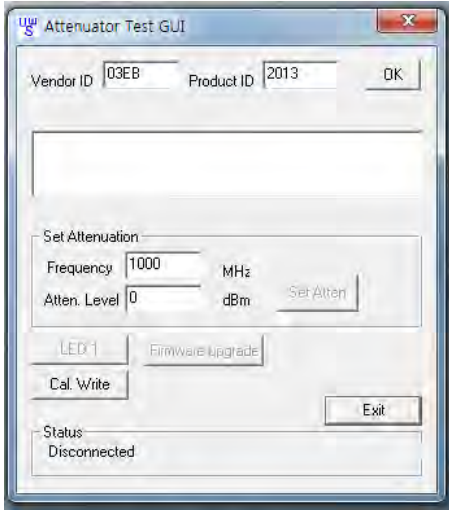 UW
S
Attenuator Test GUI
Vendor ID 03EB Product ID 2013 OK
Set Attenuation
Frequency 1000 MHz
Atten. Level 0 dBm Set Atten
LED 1 Firmware upgrade
Cal. Write
Exit
Status
Disconnected